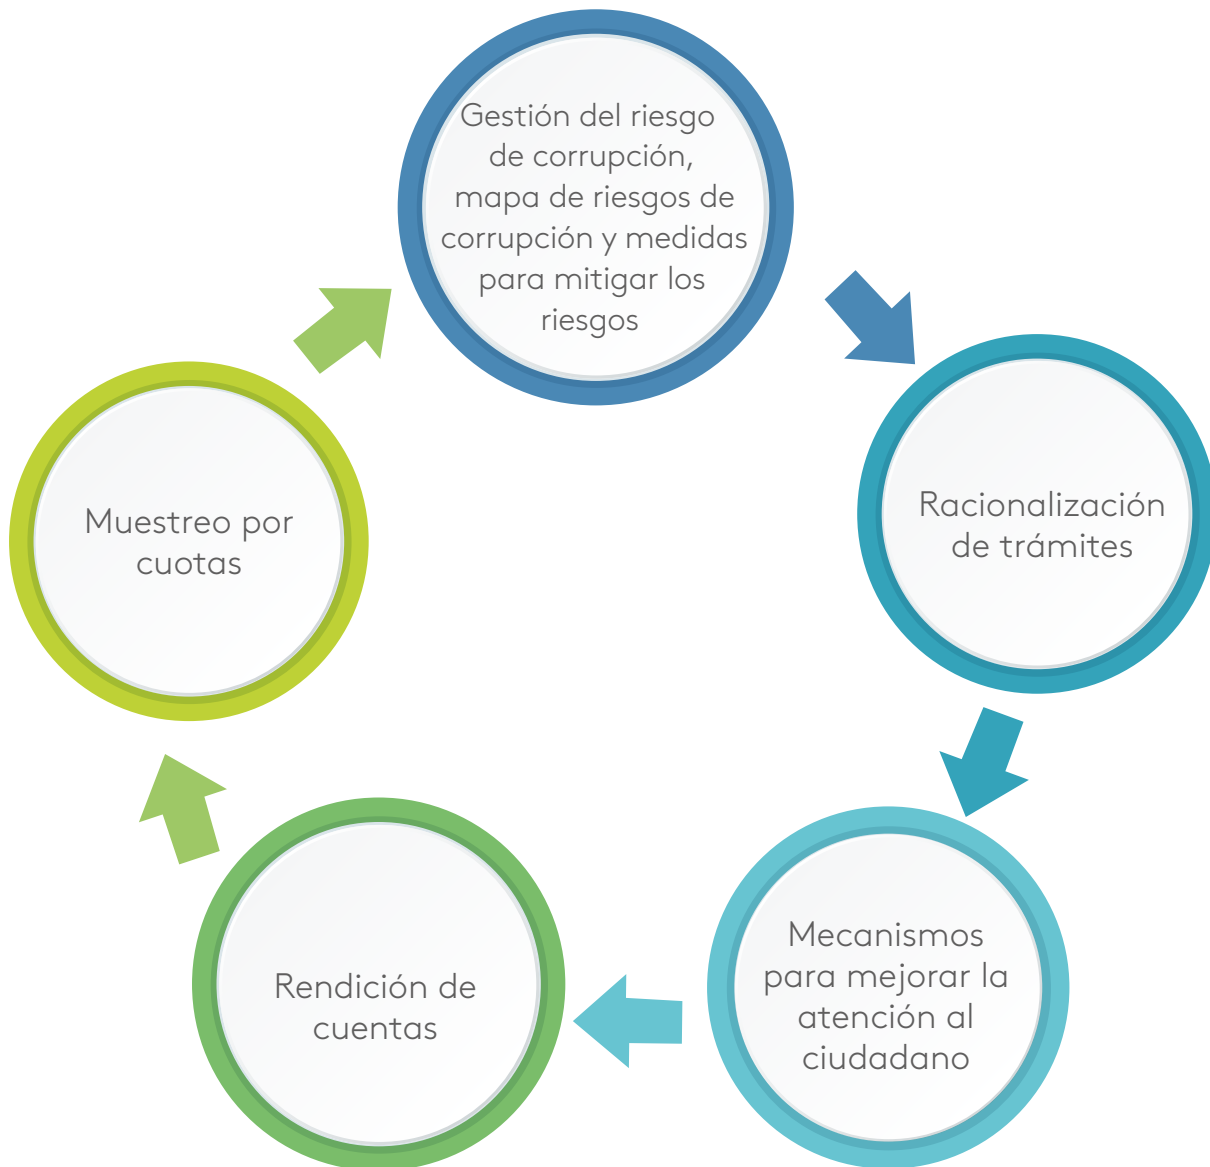 Gestión del riesgo
de corrupción,
mapa de riesgos de
corrupción y medidas
para mitigar los
riesgos
Racionalización
de trámites
Mecanismos
para mejorar la
atención al
ciudadano
Rendición de
cuentas
Muestreo por
cuotas